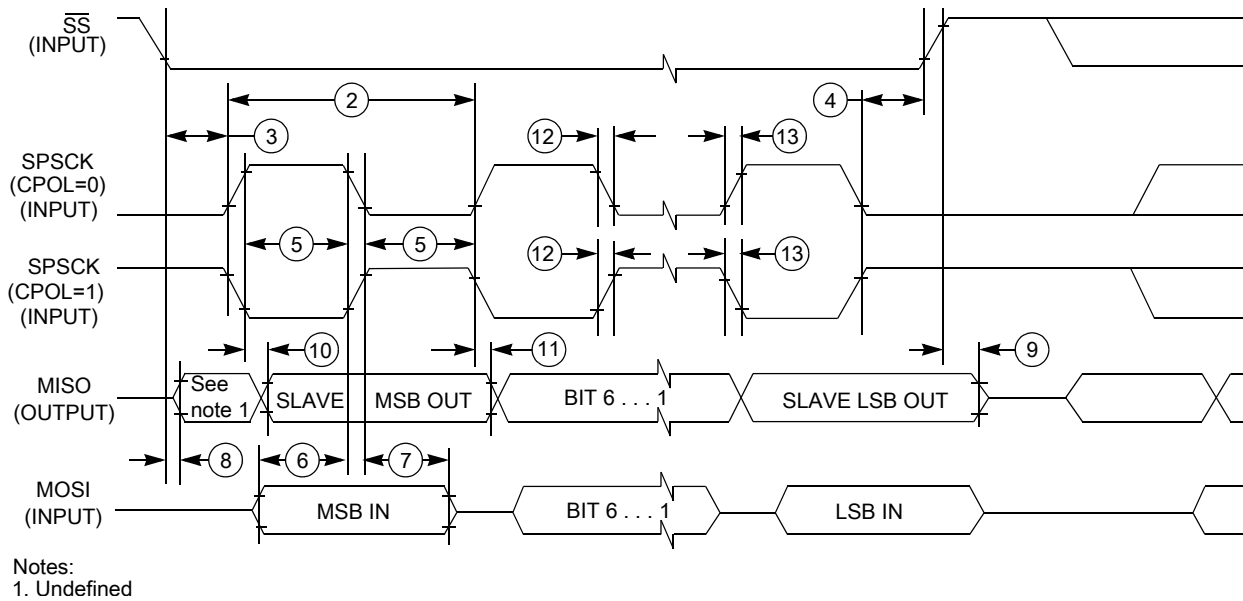 SS
(INPUT)
2
4
3
12
13
SPSCK
(CPOL=0)
(INPUT)
5
5
12
13
SPSCK
(CPOL=1)
(INPUT)
10
11
9
MISO
(OUTPUT)
See
note 1
SLAVE
MSB OUT
BIT 6 . . . 1
SLAVE LSB OUT
8
6
7
MOSI
(INPUT)
MSB IN
BIT 6 . . . 1
LSB IN
Notes:
1. Undefined